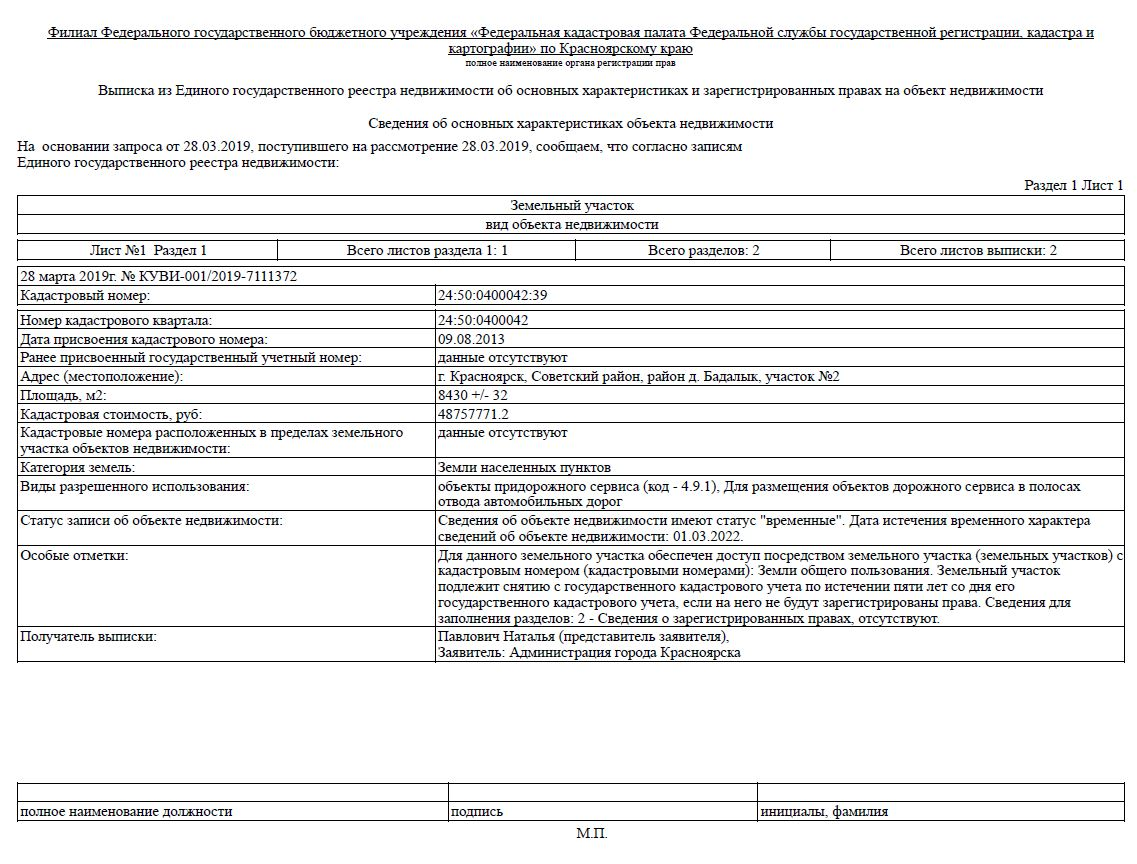 Филиал Федерального государственного бюджетного учреждения «Федеральная кадастровая палата Федеральной службы государственной регистрации, кадастра и
картографии» по Красноярскому краю
полное наименование органа регистрации прав
Выписка из Единого государственного реестра недвижимости об основных характеристиках и зарегистрированных правах на объект недвижимости
Сведения об основных характеристиках объекта недвижимости
На основании запроса от 28.03.2019, поступившего на рассмотрение 28.03.2019, сообщаем, что согласно записям
Единого государственного реестра недвижимости:
Раздел 1 Лист 1
Земельный участок
вид объекта недвижимости
Лист №1 Раздел 1 Всего листов раздела 1: 1 Всего разделов: 2 Всего листов выписки: 2
28 марта 2019г. № КУВИ-001/2019-7111372
Кадастровый номер: 24:50:0400042:39
Номер кадастрового квартала: 24:50:0400042
Дата присвоения кадастрового номера: 09.08.2013
Ранее присвоенный государственный учетный номер: данные отсутствуют
Адрес (местоположение): г. Красноярск, Советский район, район д. Бадалык, участок №2
Площадь, м2: 8430 +/- 32
Кадастровая стоимость, руб: 48757771.2
Кадастровые номера расположенных в пределах земельного данные отсутствуют
участка объектов недвижимости:
Категория земель: Земли населенных пунктов
Виды разрешенного использования: объекты придорожного сервиса (код - 4.9.1), Для размещения объектов дорожного сервиса в полосах
отвода автомобильных дорог
Статус записи об объекте недвижимости: Сведения об объекте недвижимости имеют статус "временные". Дата истечения временного характера
сведений об объекте недвижимости: 01.03.2022.
Особые отметки: Для данного земельного участка обеспечен доступ посредством земельного участка (земельных участков) с
кадастровым номером (кадастровыми номерами): Земли общего пользования. Земельный участок
подлежит снятию с государственного кадастрового учета по истечении пяти лет со дня его
государственного кадастрового учета, если на него не будут зарегистрированы права. Сведения для
заполнения разделов: 2 - Сведения о зарегистрированных правах, отсутствуют.
Получатель выписки: Павлович Наталья (представитель заявителя),
Заявитель: Администрация города Красноярска
полное наименование должности подпись инициалы, фамилия
М.П.